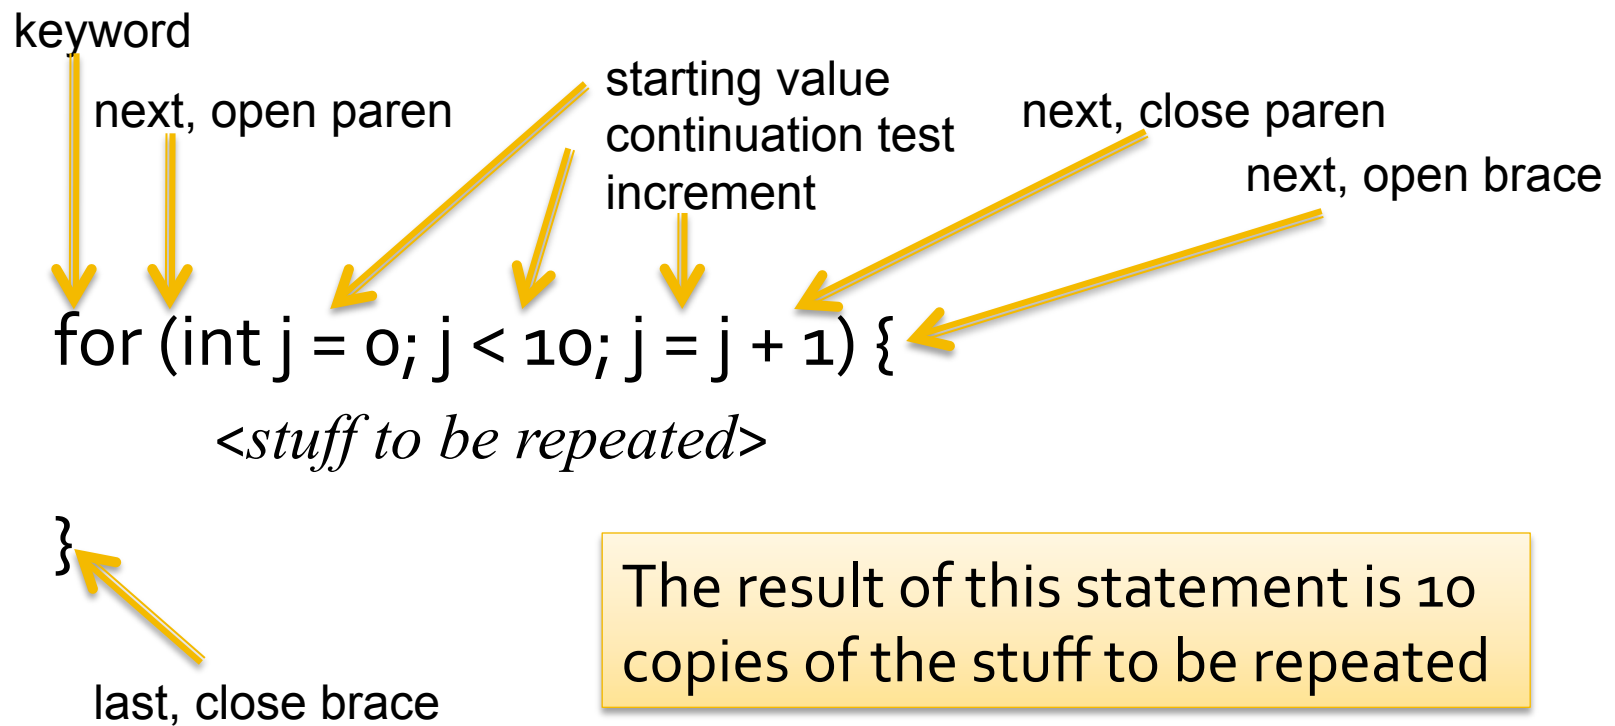 keyword
next, open paren
starting value
continuation test
increment
next, close paren
next, open brace
for (int j = 0; j < 10; j = j + 1) {
<stuff to be repeated>
}
last, close brace
The result of this statement is 10
copies of the stuff to be repeated